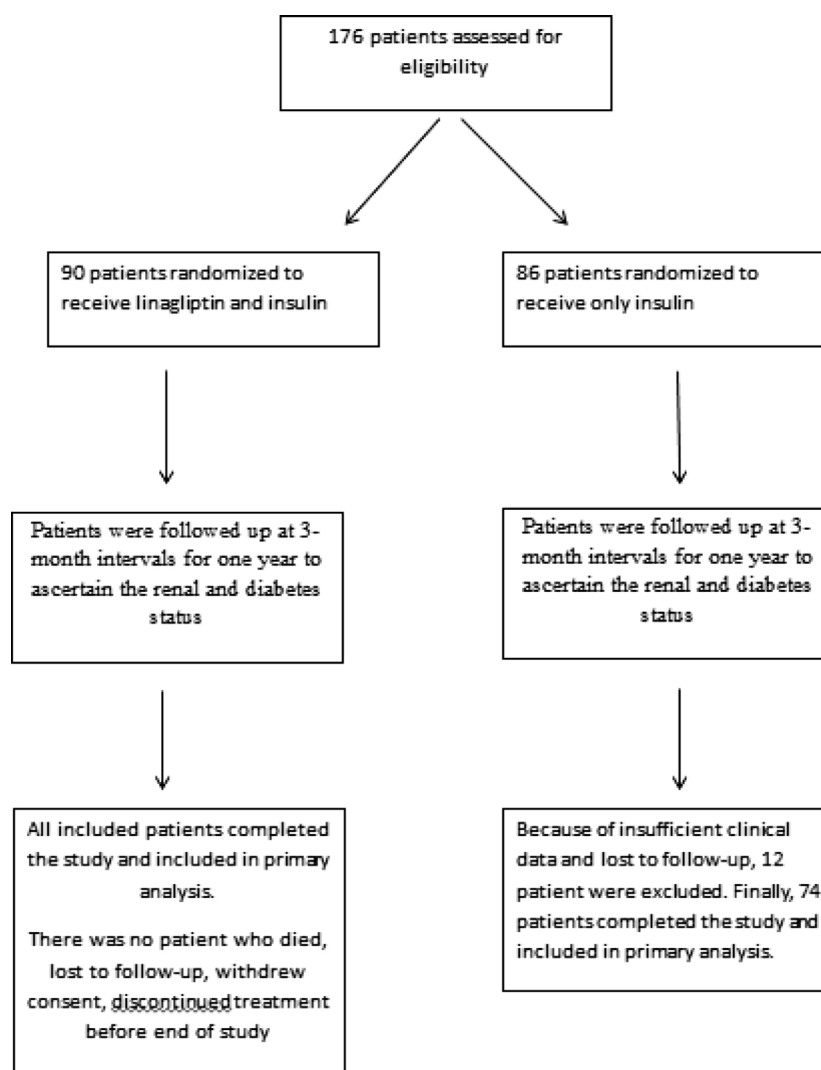 176 patients assessed for
eligibility
90 patients randomized to
receive linagliptin and insulin
86 patients randomized to
receive only insulin
Patients were followed up at 3-
month intervals for one year to
ascertain the renal and diabetes
status
Patients were followed up at 3-
month intervals for one year to
ascertain the renal and diabetes
status
All included patients completed
the study and included in primary
analysis.
There was no patient who died,
lost to follow-up, withdrew
consent, discontinued treatment
before end of study
Because of insufficient clinical
data and lost to follow-up, 12
patient were excluded. Finally, 74
patients completed the study and
included in primary analysis.